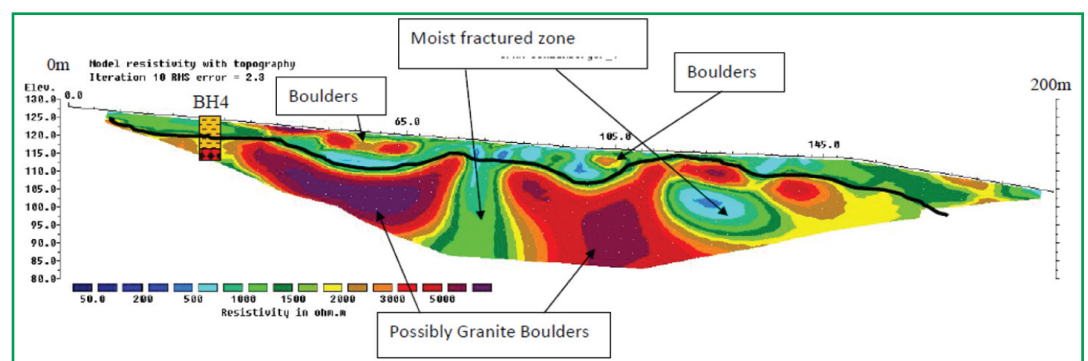 Moist fractured zone
0m
Model resistivity with topography
Iteration 10 RMS error = 2.3
Boulders
200m
Elev.
BH4
Boulders
130.0
0.0
125.0
65.0
120.0
105.0
115.0
145.0
110.0
105.0
100.0
95.0
90.0
85.0
80.0
50.0 200 500 1000 1500 2000 3000 5000
Resistivity in ohm.m
Possibly Granite Boulders